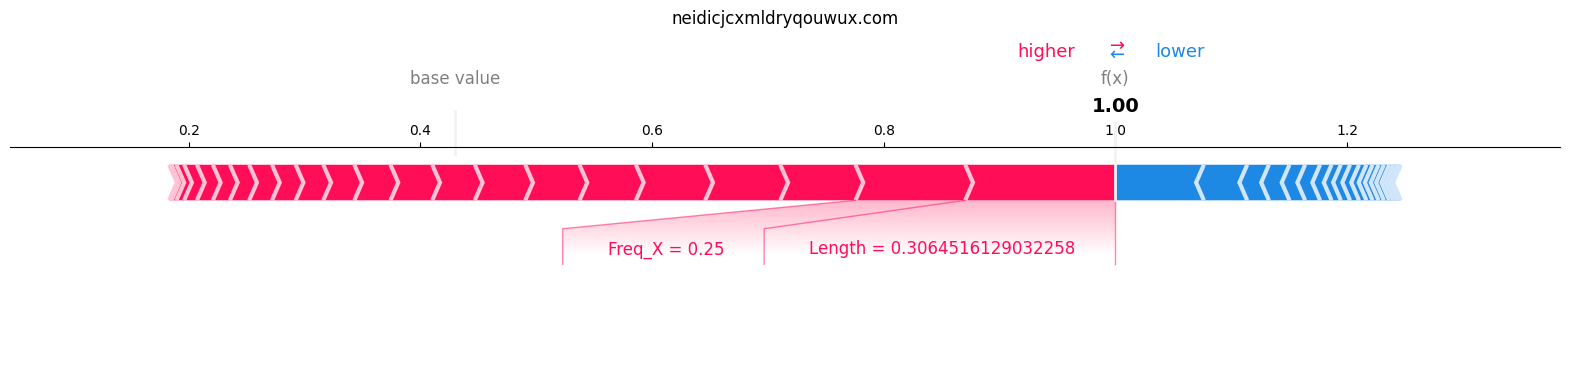 neidicjcxmldryqouwux.com
higher ⇄ lower
base value f(x)
1.00
0.2 0.4 0.6 0.8 1.0 1.2
Freq_X = 0.25 Length = 0.3064516129032258